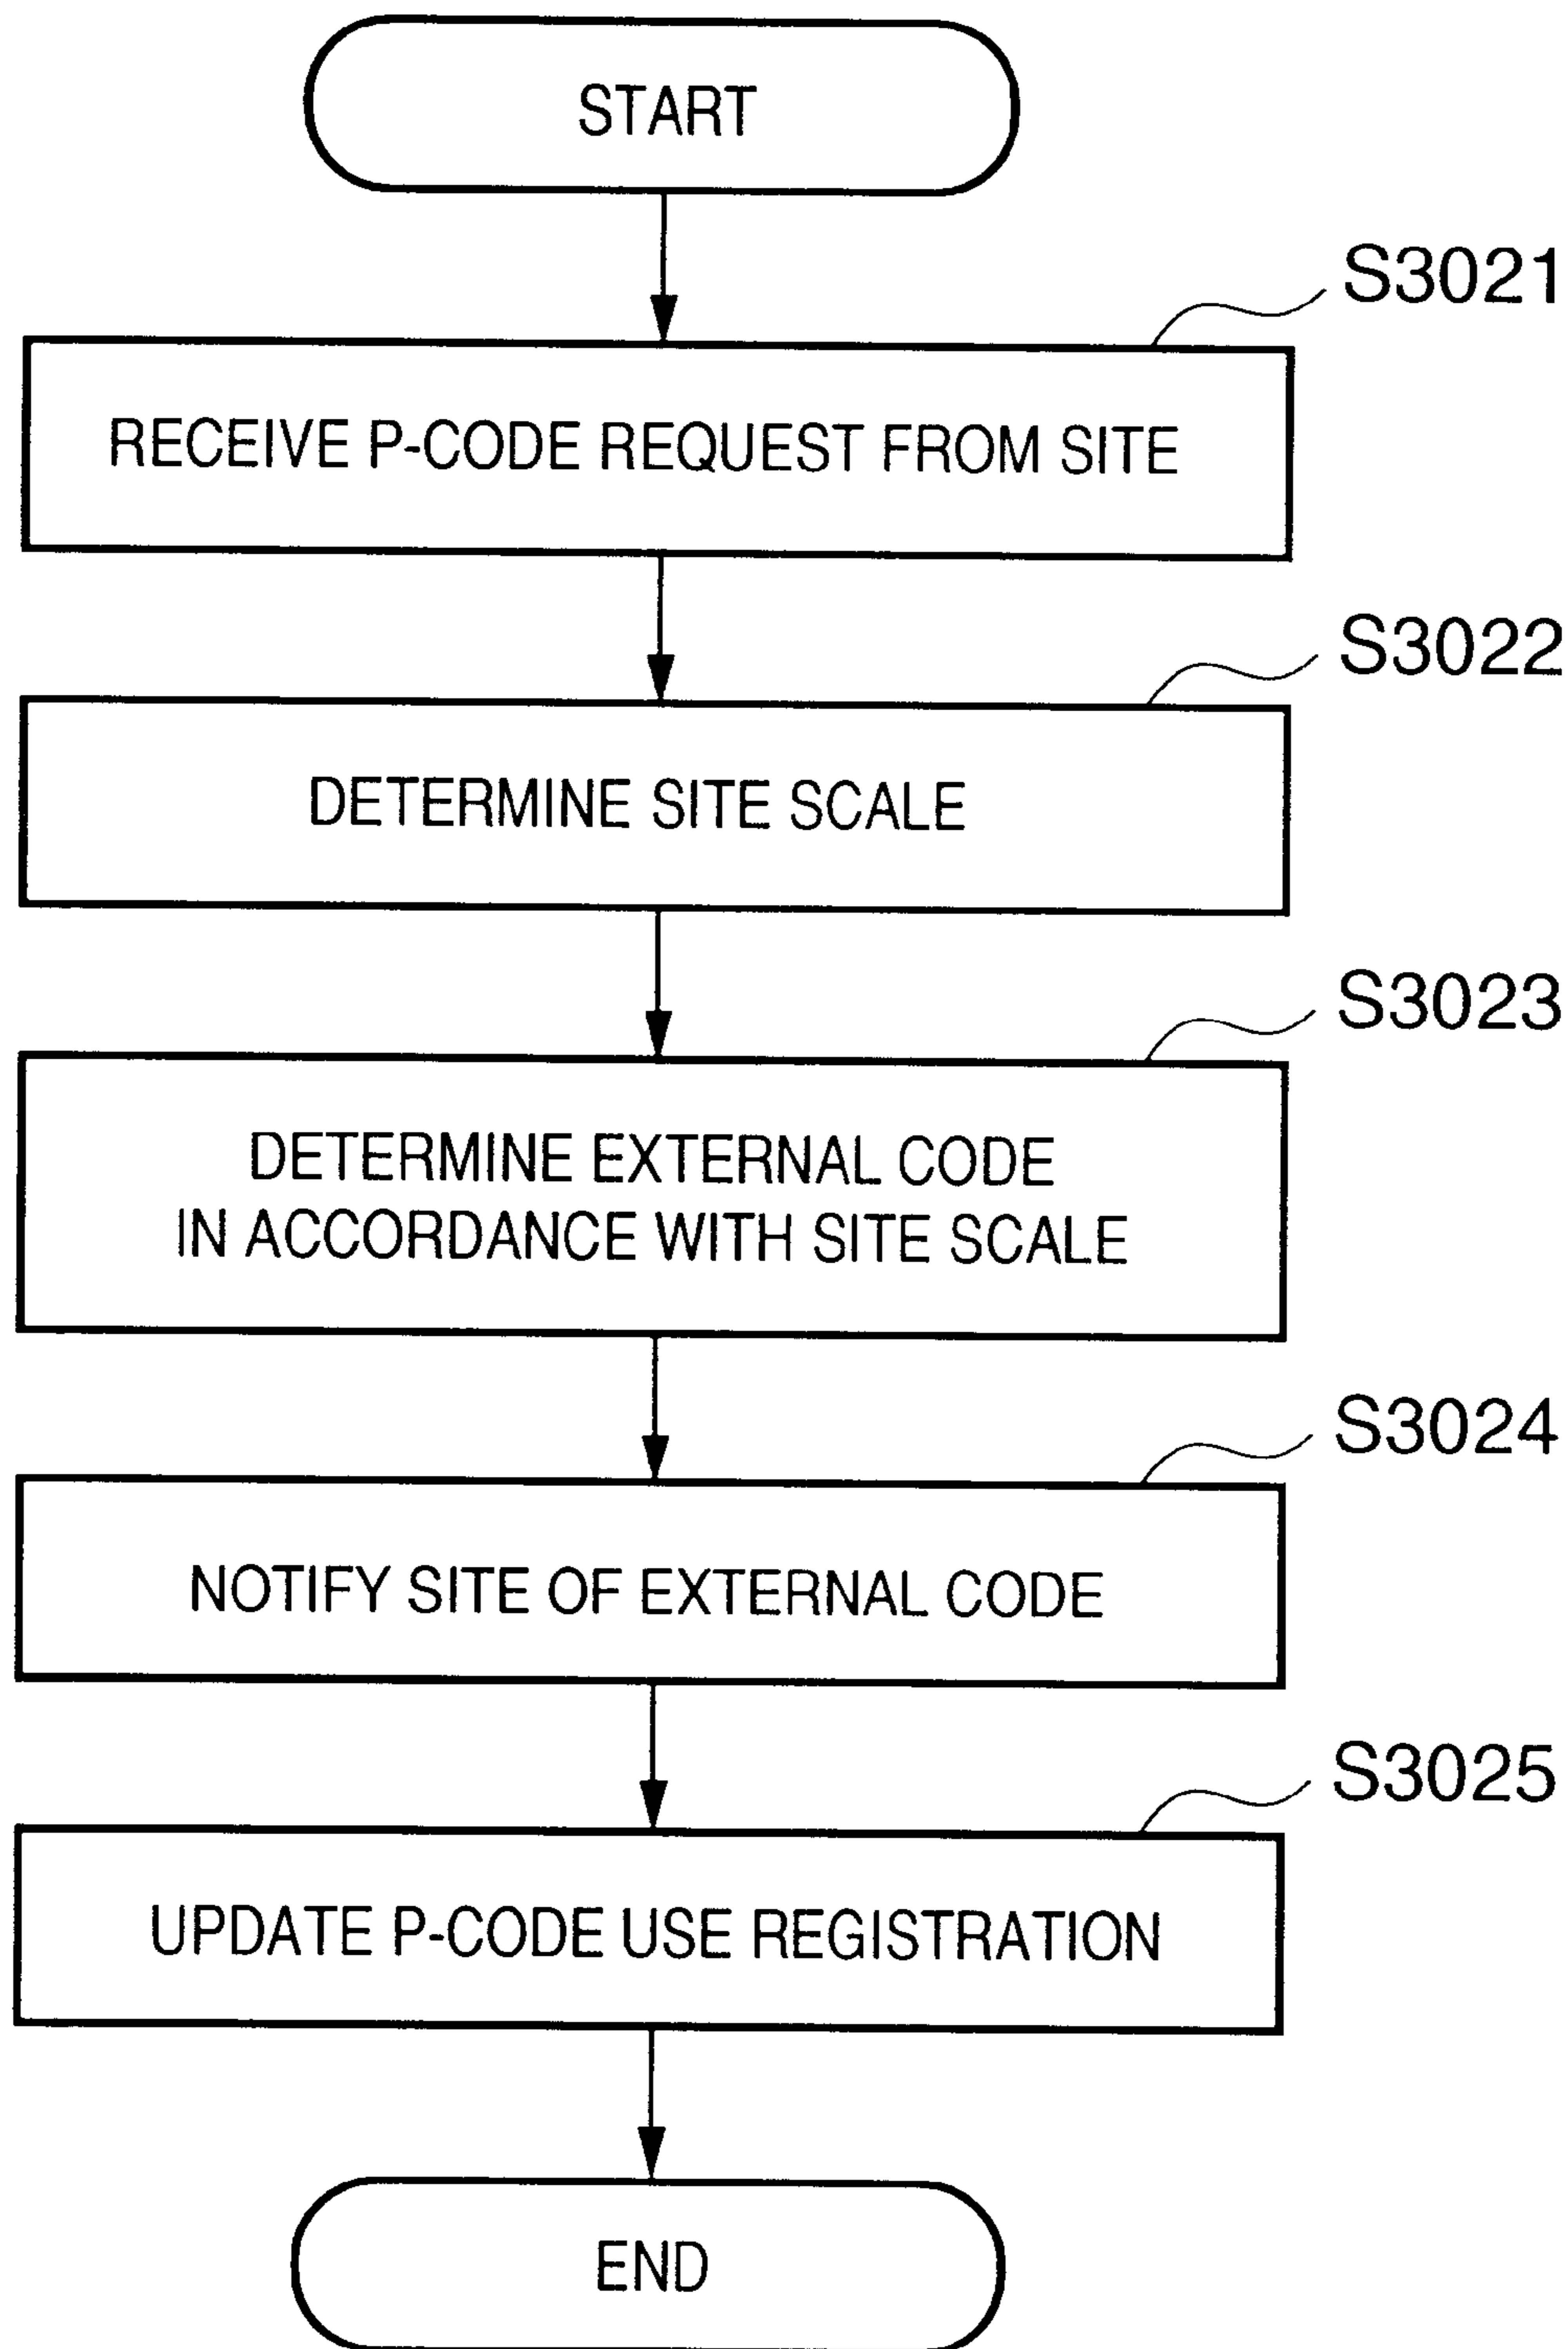 START
S3021
RECEIVE P-CODE REQUEST FROM SITE
S3022
DETERMINE SITE SCALE
S3023
DETERMINE EXTERNAL CODE
IN ACCORDANCE WITH SITE SCALE
S3024
NOTIFY SITE OF EXTERNAL CODE
S3025
UPDATE P-CODE USE REGISTRATION
END